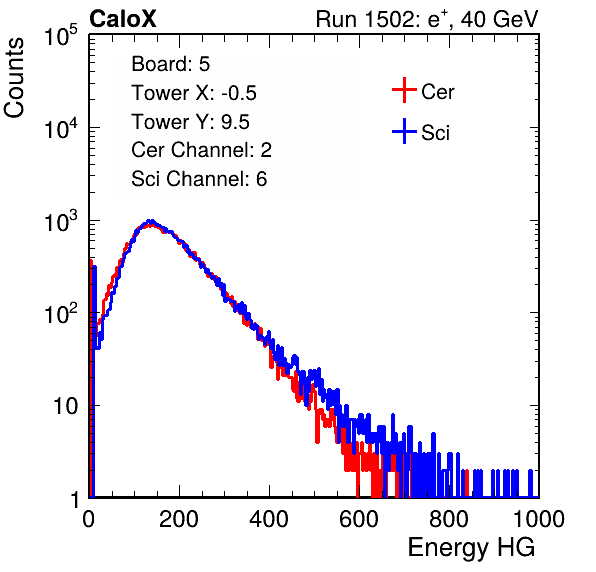 CaloX Run 1502: e⁺, 40 GeV
Board: 5
Tower X: -0.5
Tower Y: 9.5
Cer Channel: 2
Sci Channel: 6
Cer
Sci
Counts
10⁵
10⁴
10³
10²
10
1
0 200 400 600 800 1000
Energy HG